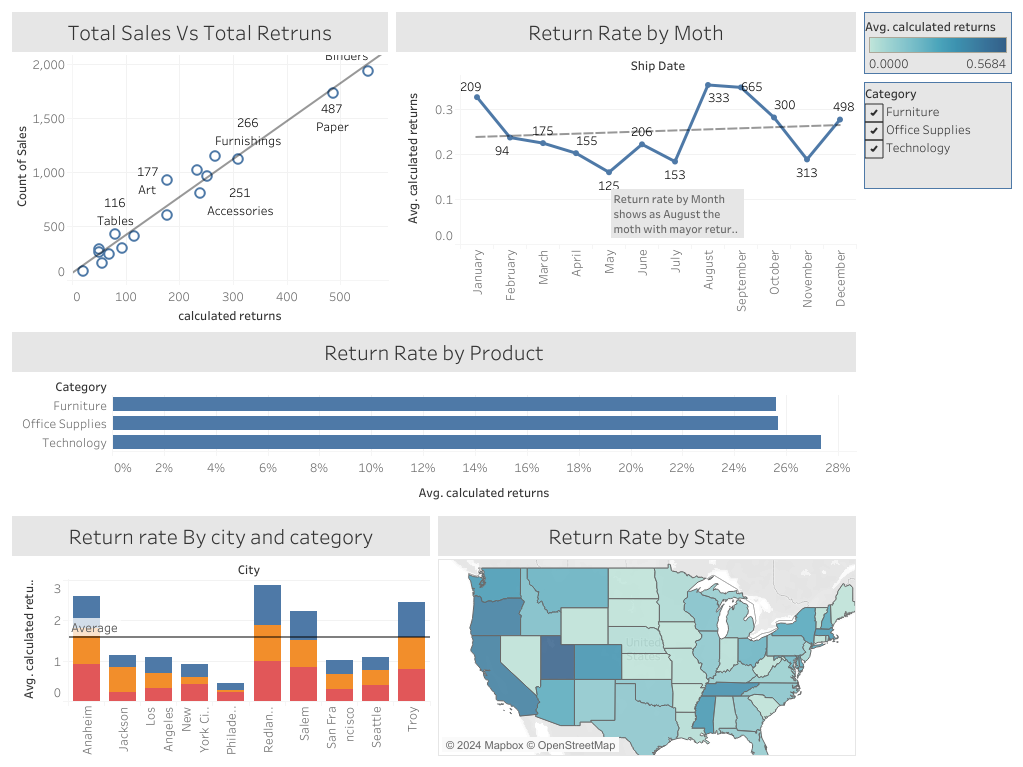 Total Sales Vs Total Retruns
Binders
2,000
1,500
1,000
500
0
Count of Sales
487
Paper
266
Furnishings
177
Art
251
Accessories
116
Tables
0
100
200
300
400
500
calculated returns
Return Rate by Moth
Ship Date
Avg. calculated returns
0.3
0.2
0.1
0.0
209
94
175
155
125
206
153
333
665
300
313
498
Return rate by Month
shows as August the
moth with mayor retur..
January
February
March
April
May
June
July
August
September
October
November
December
Avg. calculated returns
0.0000
0.5684
Category
Furniture
Office Supplies
Technology
Return Rate by Product
Category
Furniture
Office Supplies
Technology
0%
2%
4%
6%
8%
10%
12%
14%
16%
18%
20%
22%
24%
26%
28%
Avg. calculated returns
Return rate By city and category
City
Avg. calculated retu..
3
2
1
0
Average
Anaheim
Jackson
Los
Angeles
New
York Ci..
Philade..
Redlan..
Salem
San Fra
ncisco
Seattle
Troy
Return Rate by State
United
States
© 2024 Mapbox © OpenStreetMap